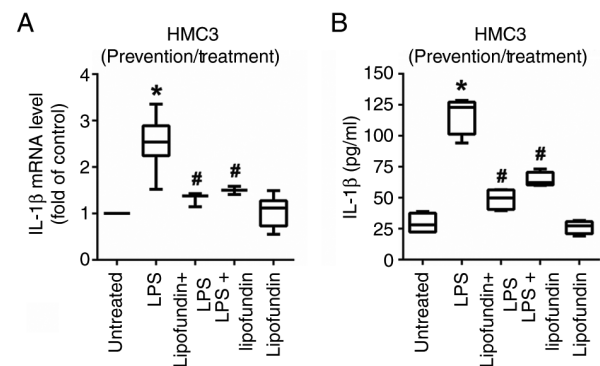 A
HMC3
(Prevention/treatment)
IL-1β mRNA level
(fold of control)
4
3
2
1
0
*
#
#
Untreated
LPS
Lipofundin+
LPS
LPS +
lipofundin
Lipofundin
B
HMC3
(Prevention/treatment)
IL-1β (pg/ml)
150
125
100
75
50
25
0
*
#
#
Untreated
LPS
Lipofundin+
LPS
LPS +
lipofundin
Lipofundin